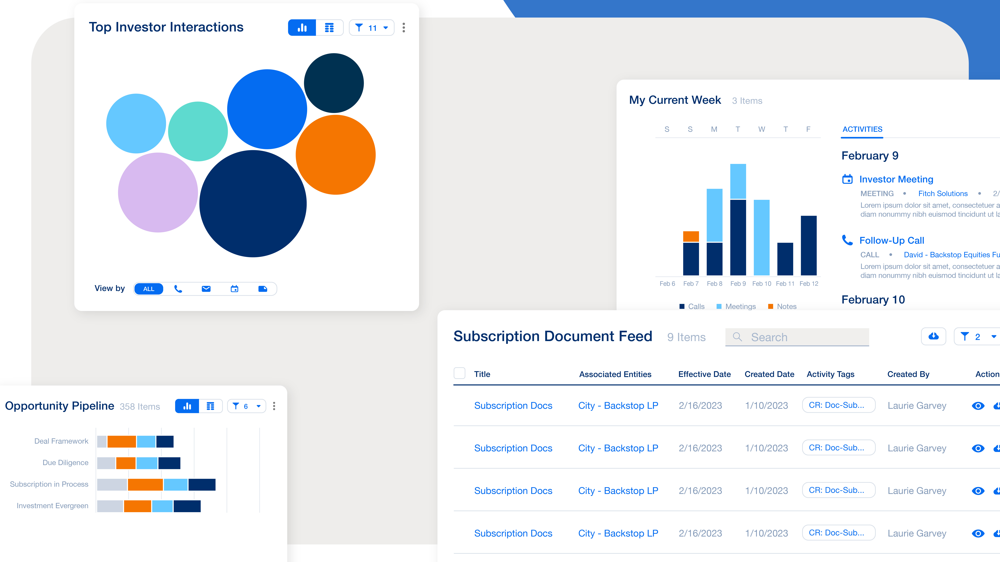 Top Investor Interactions
11
View by
ALL
My Current Week 3 Items
S S M T W T F
Feb 6 Feb 7 Feb 8 Feb 9 Feb 10 Feb 11 Feb 12
Calls Meetings Notes
ACTIVITIES
February 9
Investor Meeting
MEETING • Fitch Solutions • 2/
Lorem ipsum dolor sit amet, consectetuer a
diam nonummy nibh euismod tincidunt ut la
Follow-Up Call
CALL • David - Backstop Equities Fu
Lorem ipsum dolor sit amet, consectetuer a
diam nonummy nibh euismod tincidunt ut la
February 10
Opportunity Pipeline 358 Items
6
Deal Framework
Due Diligence
Subscription in Process
Investment Evergreen
Subscription Document Feed 9 Items Search 2
Title Associated Entities Effective Date Created Date Activity Tags Created By Action
Subscription Docs City - Backstop LP 2/16/2023 1/10/2023 CR: Doc-Sub... Laurie Garvey
Subscription Docs City - Backstop LP 2/16/2023 1/10/2023 CR: Doc-Sub... Laurie Garvey
Subscription Docs City - Backstop LP 2/16/2023 1/10/2023 CR: Doc-Sub... Laurie Garvey
Subscription Docs City - Backstop LP 2/16/2023 1/10/2023 CR: Doc-Sub... Laurie Garvey